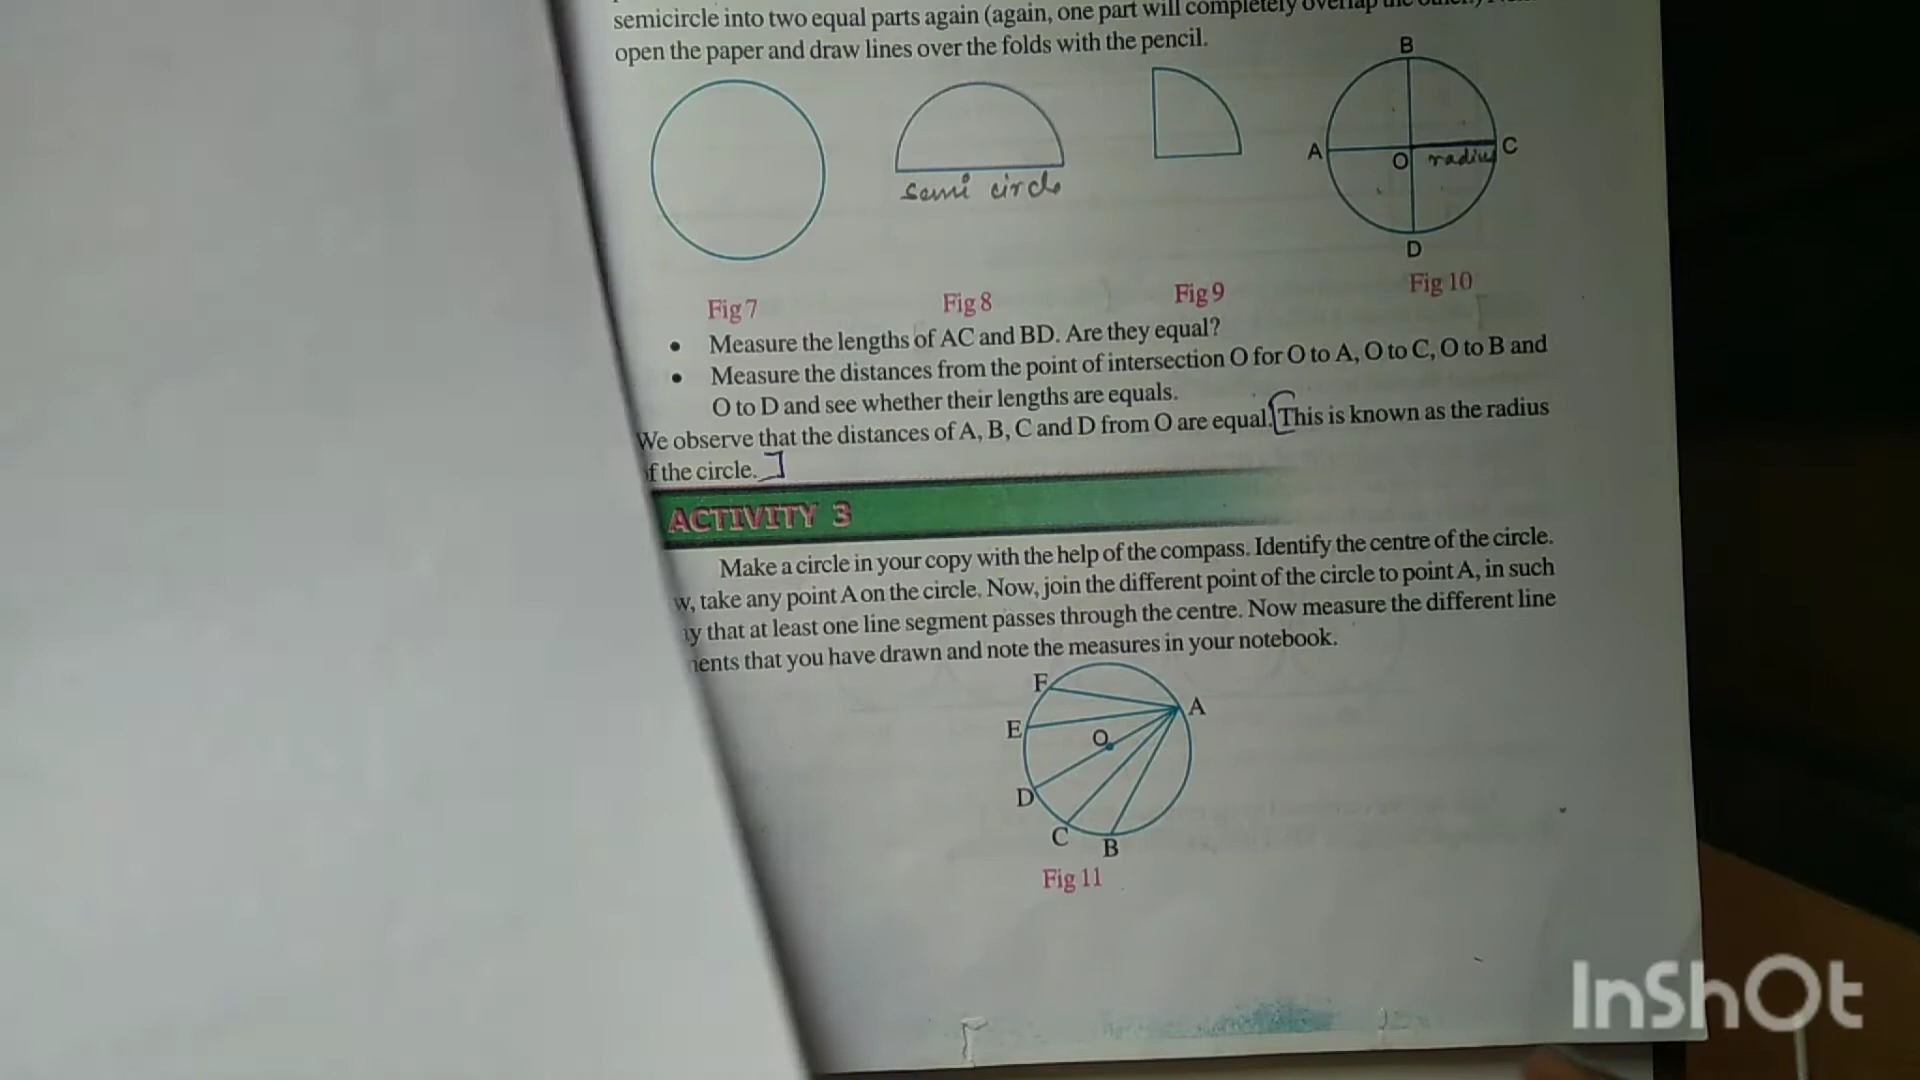 semicircle into two equal parts again (again, one part will completely overlap the other.)
open the paper and draw lines over the folds with the pencil.
B
A
O
radius
C
semi circle
D
Fig 7
Fig 8
Fig 9
Fig 10
• Measure the lengths of AC and BD. Are they equal?
• Measure the distances from the point of intersection O for O to A, O to C, O to B and
O to D and see whether their lengths are equals.
We observe that the distances of A, B, C and D from O are equal. [This is known as the radius
f the circle.]
ACTIVITY 3
Make a circle in your copy with the help of the compass. Identify the centre of the circle.
w, take any point A on the circle. Now, join the different point of the circle to point A, in such
ay that at least one line segment passes through the centre. Now measure the different line
ments that you have drawn and note the measures in your notebook.
F
A
E
O
D
C
B
Fig 11
InShOt